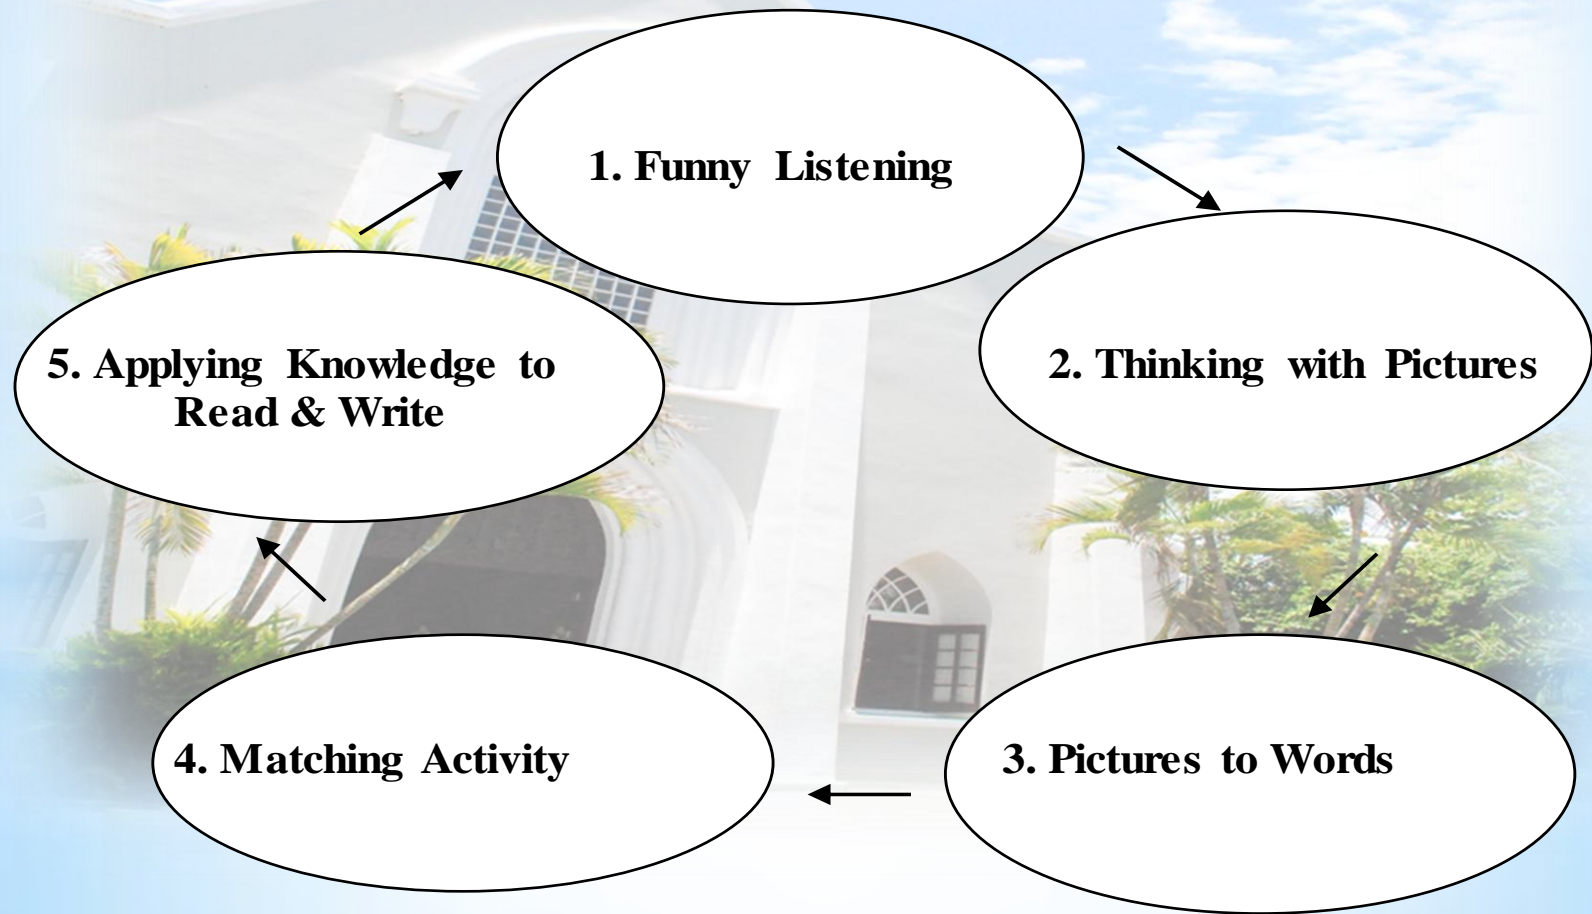 1. Funny Listening
2. Thinking with Pictures
3. Pictures to Words
4. Matching Activity
5. Applying Knowledge to
Read & Write